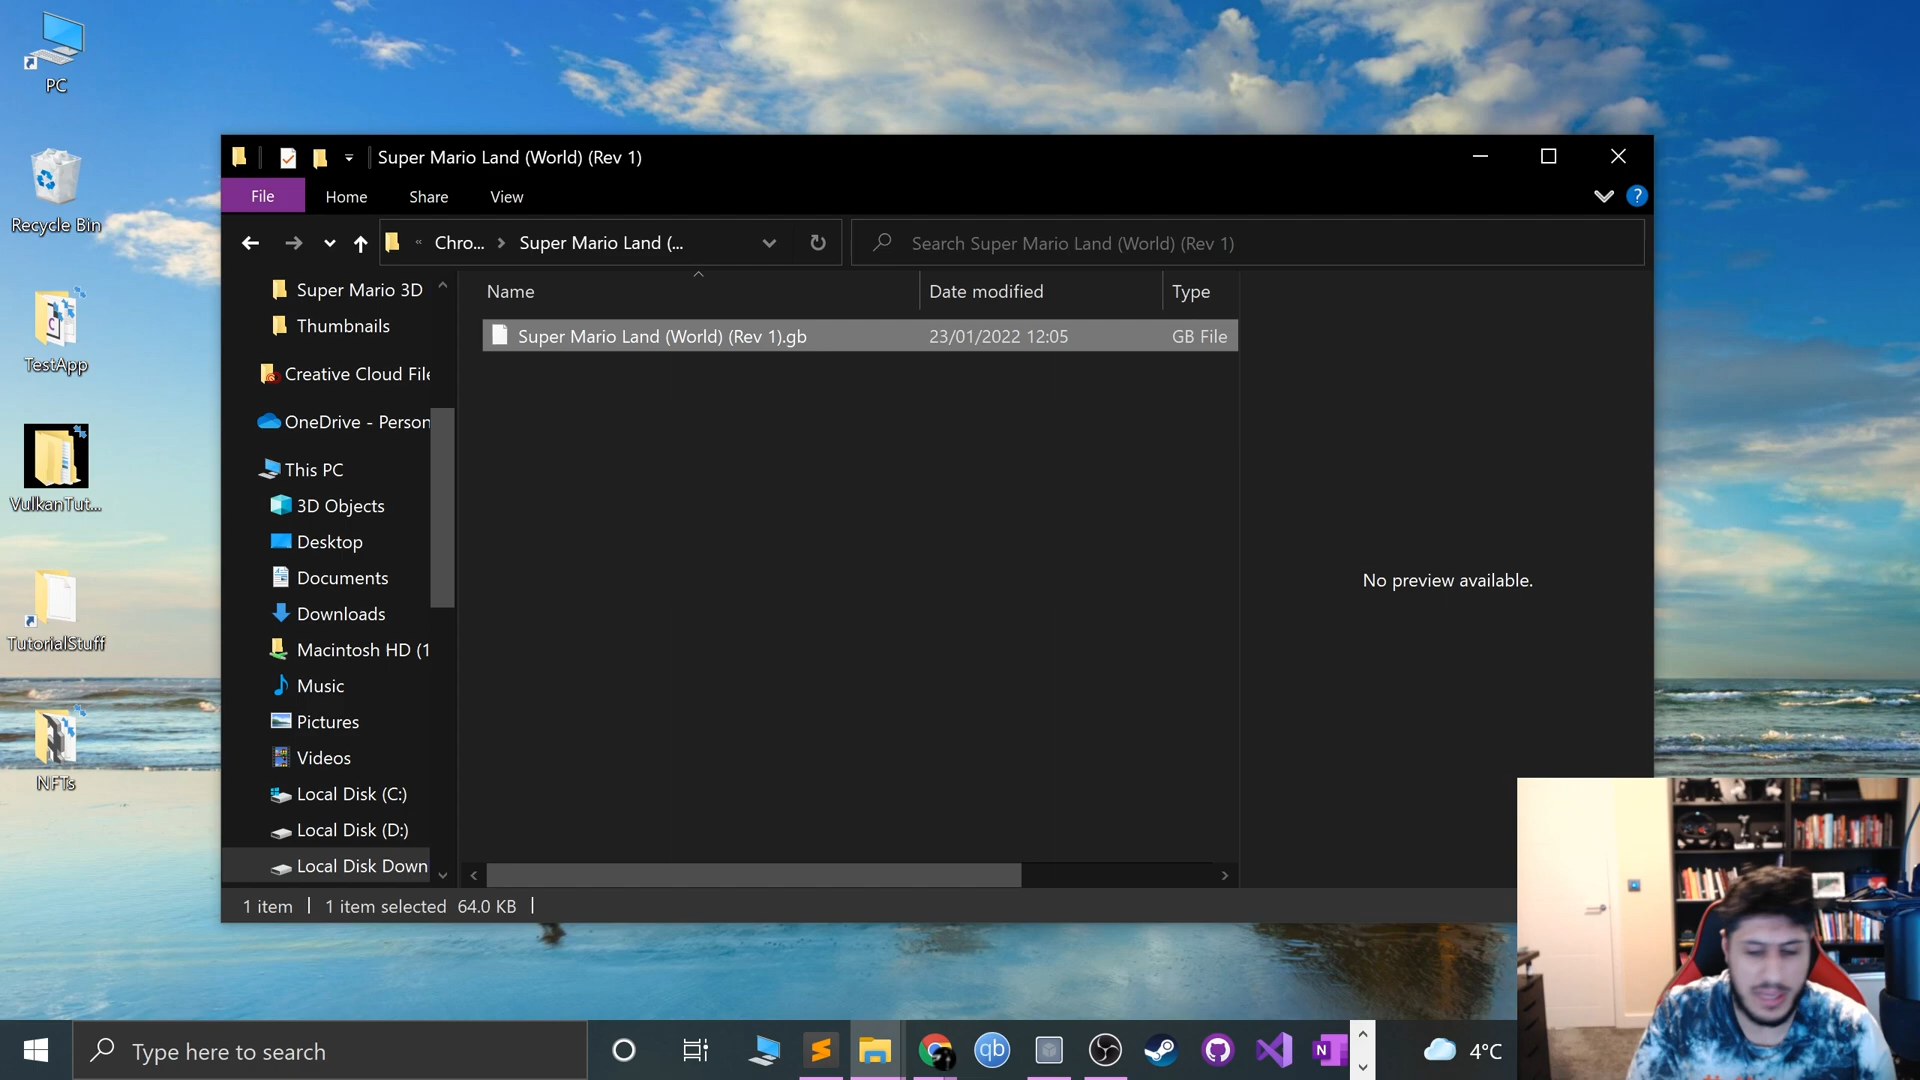 PC
Recycle Bin
TestApp
VulkanTut...
TutorialStuff
NFTs
Super Mario Land (World) (Rev 1)
File
Home
Share
View
?
«
Chro...
Super Mario Land (...
Search Super Mario Land (World) (Rev 1)
Super Mario 3D
Thumbnails
Creative Cloud File
OneDrive - Person
This PC
3D Objects
Desktop
Documents
Downloads
Macintosh HD (1
Music
Pictures
Videos
Local Disk (C:)
Local Disk (D:)
Local Disk Down
Name
Date modified
Type
Super Mario Land (World) (Rev 1).gb
23/01/2022 12:05
GB File
No preview available.
1 item
1 item selected 64.0 KB
Type here to search
qb
N
4°C